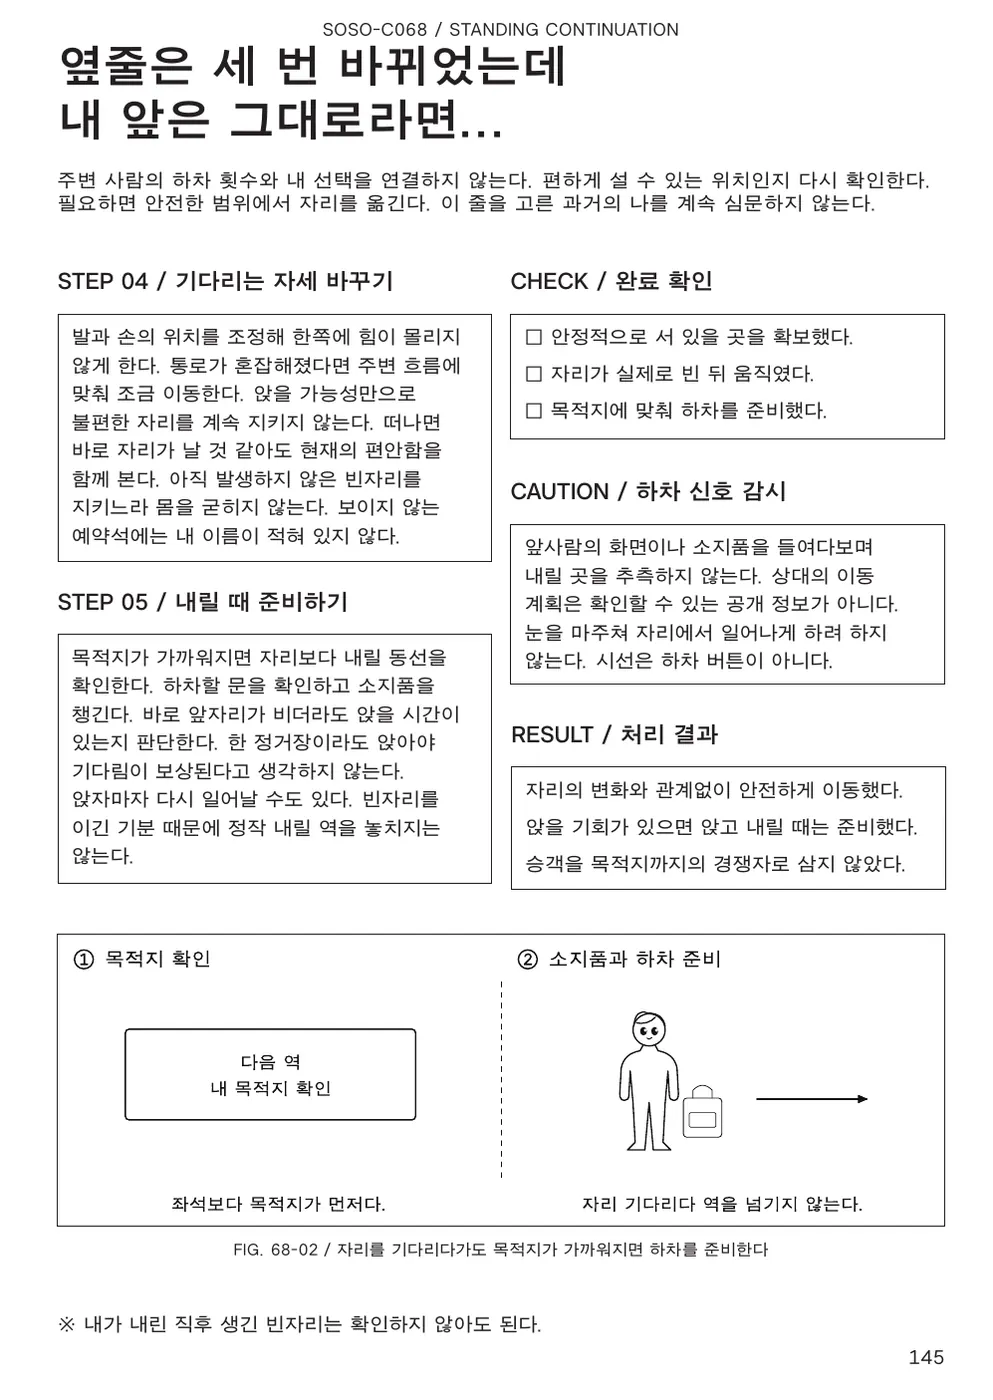 SOSO-C068 / STANDING CONTINUATION
옆줄은 세 번 바뀌었는데
내 앞은 그대로라면...
주변 사람의 하차 횟수와 내 선택을 연결하지 않는다. 편하게 설 수 있는 위치인지 다시 확인한다.
필요하면 안전한 범위에서 자리를 옮긴다. 이 줄을 고른 과거의 나를 계속 심문하지 않는다.
STEP 04 / 기다리는 자세 바꾸기
발과 손의 위치를 조정해 한쪽에 힘이 몰리지
않게 한다. 통로가 혼잡해졌다면 주변 흐름에
맞춰 조금 이동한다. 앉을 가능성만으로
불편한 자리를 계속 지키지 않는다. 떠나면
바로 자리가 날 것 같아도 현재의 편안함을
함께 본다. 아직 발생하지 않은 빈자리를
지키느라 몸을 굳히지 않는다. 보이지 않는
예약석에는 내 이름이 적혀 있지 않다.
STEP 05 / 내릴 때 준비하기
목적지가 가까워지면 자리보다 내릴 동선을
확인한다. 하차할 문을 확인하고 소지품을
챙긴다. 바로 앞자리가 비더라도 앉을 시간이
있는지 판단한다. 한 정거장이라도 앉아야
기다림이 보상된다고 생각하지 않는다.
앉자마자 다시 일어날 수도 있다. 빈자리를
이긴 기분 때문에 정작 내릴 역을 놓치지는
않는다.
CHECK / 완료 확인
□ 안정적으로 서 있을 곳을 확보했다.
□ 자리가 실제로 빈 뒤 움직였다.
□ 목적지에 맞춰 하차를 준비했다.
CAUTION / 하차 신호 감시
앞사람의 화면이나 소지품을 들여다보며
내릴 곳을 추측하지 않는다. 상대의 이동
계획은 확인할 수 있는 공개 정보가 아니다.
눈을 마주쳐 자리에서 일어나게 하려 하지
않는다. 시선은 하차 버튼이 아니다.
RESULT / 처리 결과
자리의 변화와 관계없이 안전하게 이동했다.
앉을 기회가 있으면 앉고 내릴 때는 준비했다.
승객을 목적지까지의 경쟁자로 삼지 않았다.
① 목적지 확인
다음 역
내 목적지 확인
좌석보다 목적지가 먼저다.
② 소지품과 하차 준비
자리 기다리다 역을 넘기지 않는다.
FIG. 68-02 / 자리를 기다리다가도 목적지가 가까워지면 하차를 준비한다
※ 내가 내린 직후 생긴 빈자리는 확인하지 않아도 된다.
145